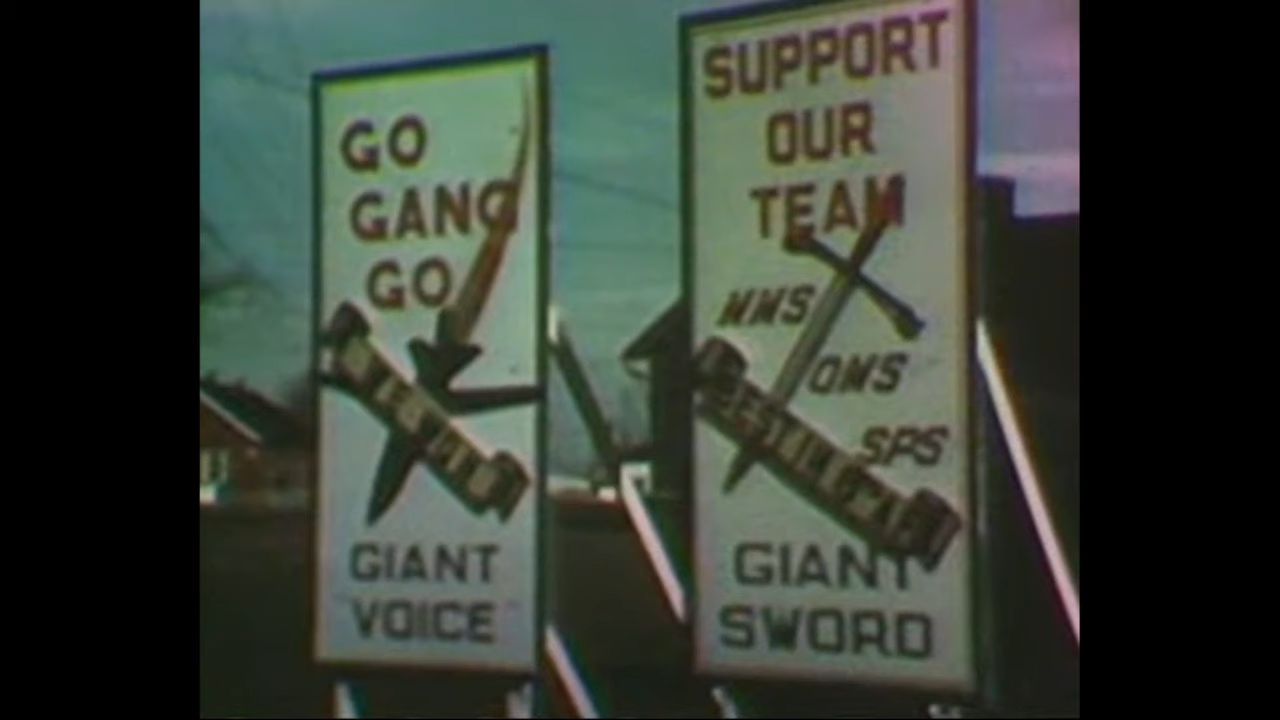 GO
GANG
GO
GIANT
VOICE
SUPPORT
OUR
TEAM
MMS
OMS
SPS
GIANT
SWORD